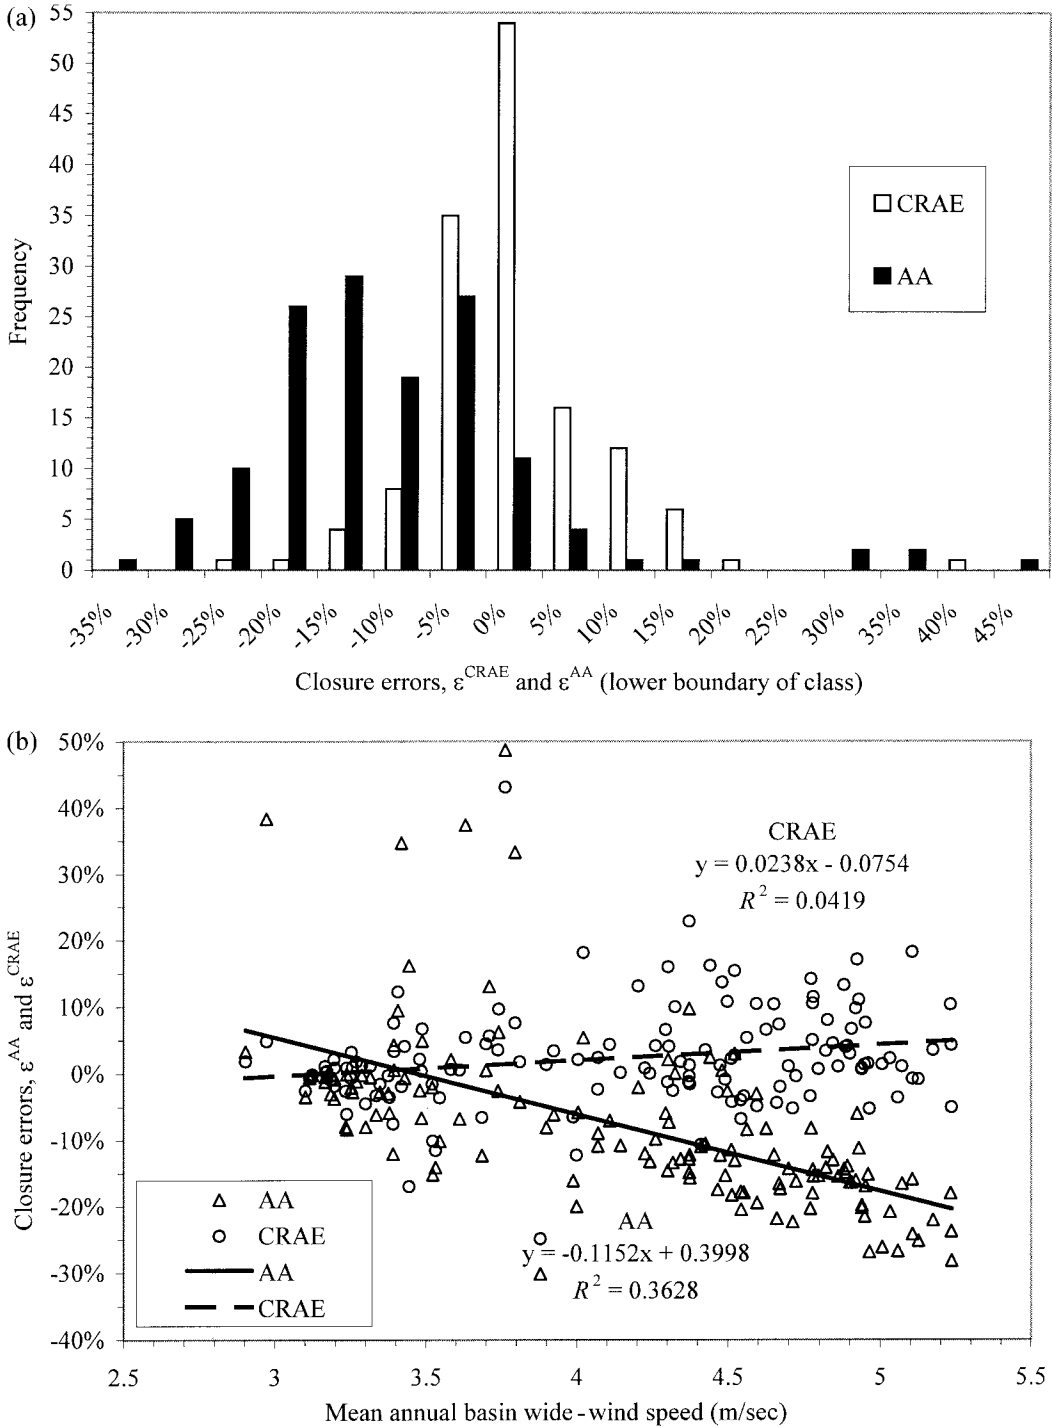 (a)
55
50
45
40
35
30
25
20
15
10
5
0
Frequency
CRAE
AA
-35% -30% -25% -20% -15% -10% -5% 0% 5% 10% 15% 20% 25% 30% 35% 40% 45%
Closure errors, ε^CRAE and ε^AA (lower boundary of class)
(b)
50%
40%
30%
20%
10%
0%
-10%
-20%
-30%
-40%
Closure errors, ε^AA and ε^CRAE
CRAE
y = 0.0238x - 0.0754
R² = 0.0419
AA
y = -0.1152x + 0.3998
R² = 0.3628
AA
CRAE
AA
CRAE
2.5 3 3.5 4 4.5 5 5.5
Mean annual basin wide-wind speed (m/sec)